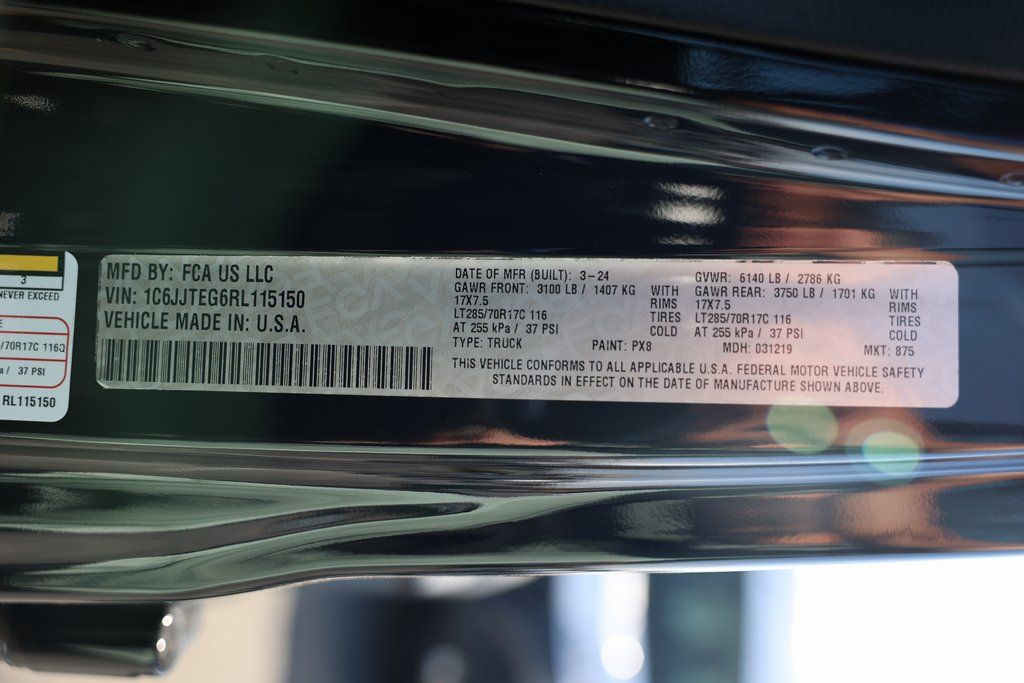 3
NEVER EXCEED
/70R17C 116Q
a / 37 PSI
RL115150
MFD BY: FCA US LLC
VIN: 1C6JJTEG6RL115150
VEHICLE MADE IN: U.S.A.
DATE OF MFR (BUILT): 3-24
GAWR FRONT: 3100 LB / 1407 KG WITH
17X7.5 RIMS
LT285/70R17C 116 TIRES
AT 255 kPa / 37 PSI COLD
GVWR: 6140 LB / 2786 KG
GAWR REAR: 3750 LB / 1701 KG WITH
17X7.5 RIMS
LT285/70R17C 116 TIRES
AT 255 kPa / 37 PSI COLD
TYPE: TRUCK PAINT: PX8 MDH: 031219 MKT: 875
THIS VEHICLE CONFORMS TO ALL APPLICABLE U.S.A. FEDERAL MOTOR VEHICLE SAFETY
STANDARDS IN EFFECT ON THE DATE OF MANUFACTURE SHOWN ABOVE.